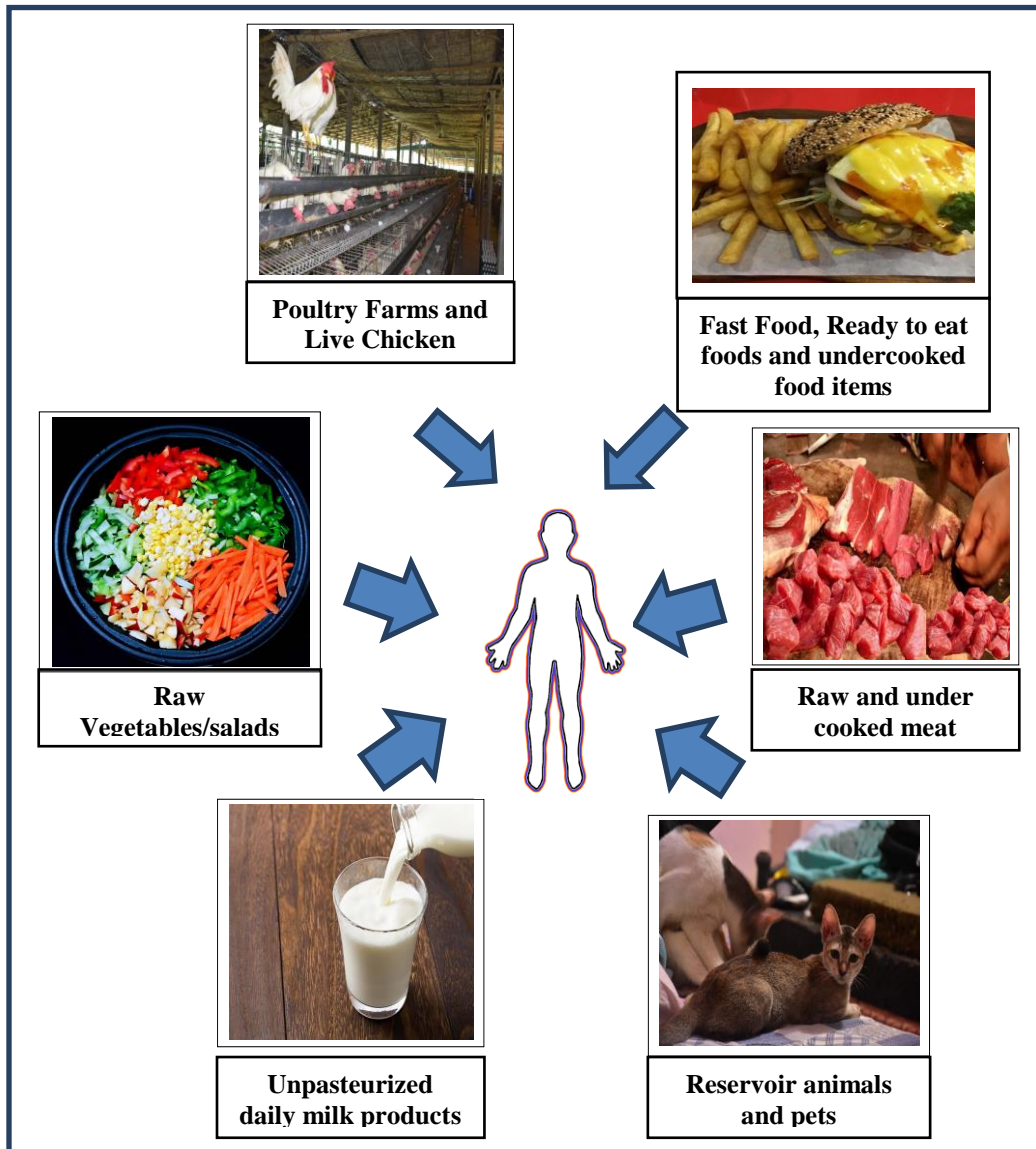 Poultry Farms and
Live Chicken
Fast Food, Ready to eat
foods and undercooked
food items
Raw
Vegetables/salads
Raw and under
cooked meat
Unpasteurized
daily milk products
Reservoir animals
and pets